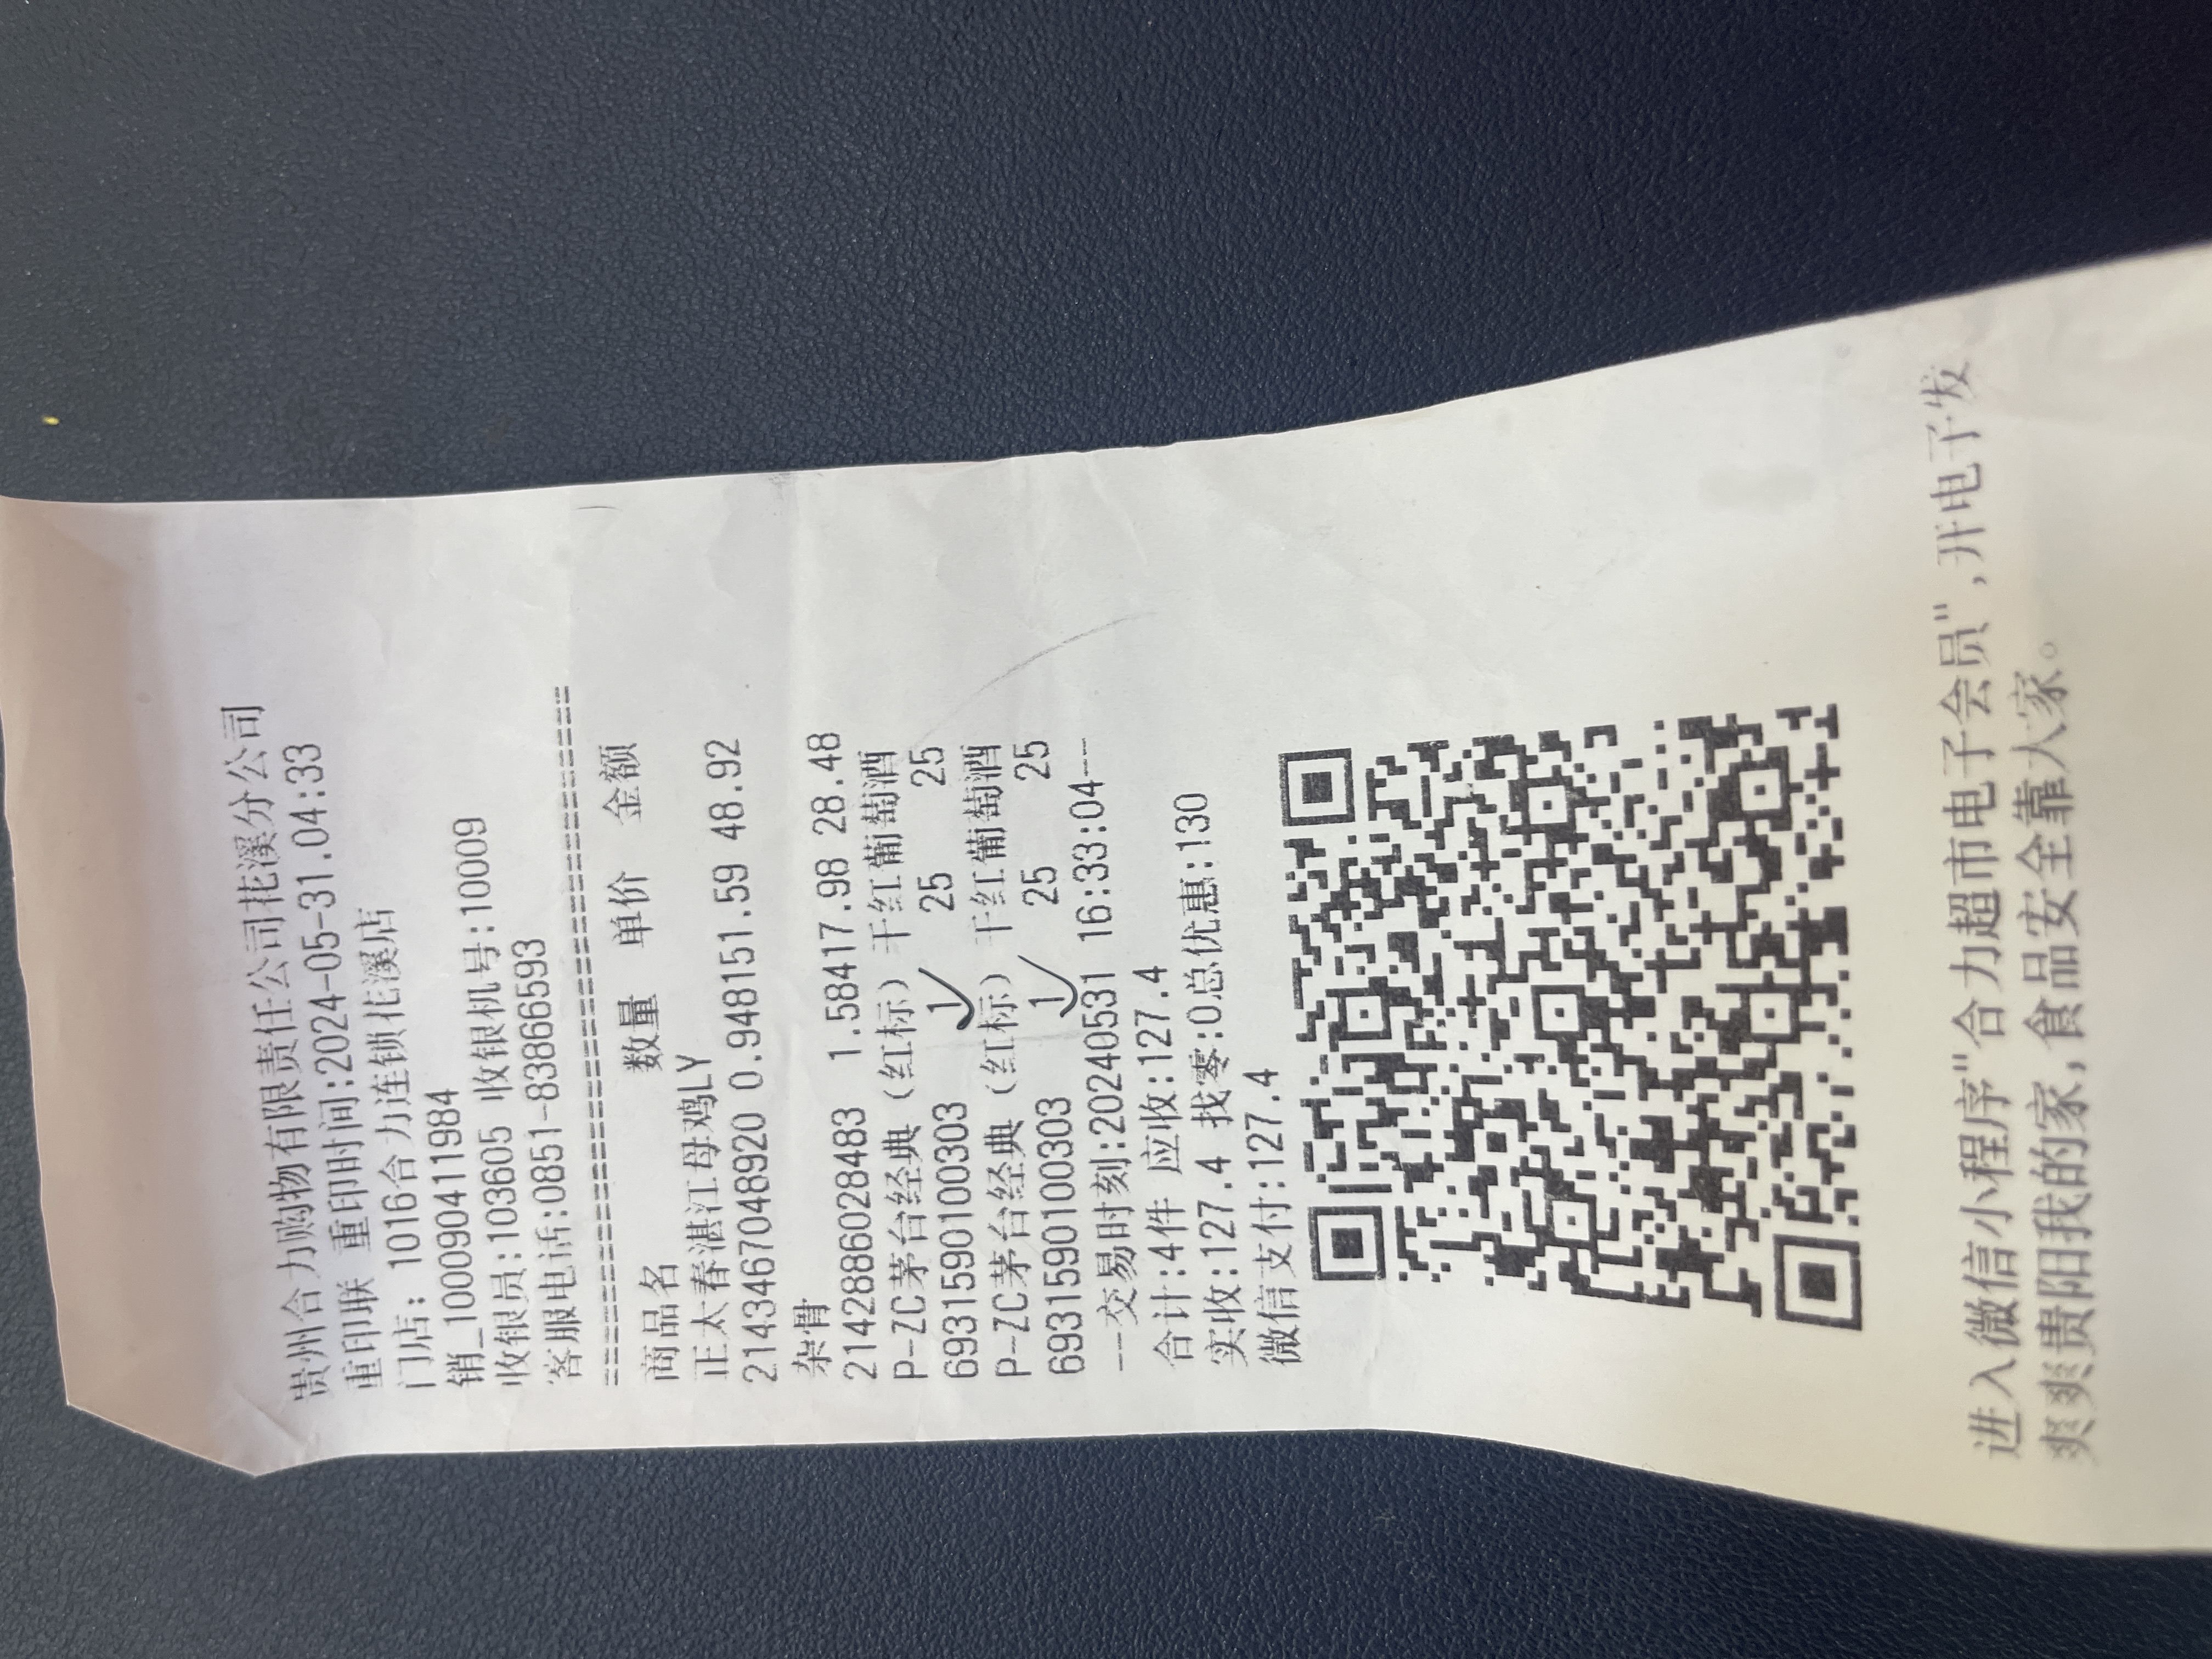 贵州合力购物有限责任公司花溪分公司
重印联 重印时间:2024-05-31.04:33
门店: 1016合力连锁花溪店
销_100090411984
收银员:103605 收银机号:10009
客服电话:0851-83866593
商品名 数量 单价 金额
正太春湛江母鸡LY
2143467048920 0.948151.59 48.92
杂骨
2142886028483 1.58417.98 28.48
P-ZC茅台经典（红标）干红葡萄酒
6931590100303 1 25 25
P-ZC茅台经典（红标）干红葡萄酒
6931590100303 1 25 25
--交易时刻:20240531 16:33:04--
合计:4件 应收:127.4
实收:127.4 找零:0总优惠:130
微信支付:127.4
进入微信小程序"合力超市电子会员",开电子发
爽爽贵阳我的家,食品安全靠大家。